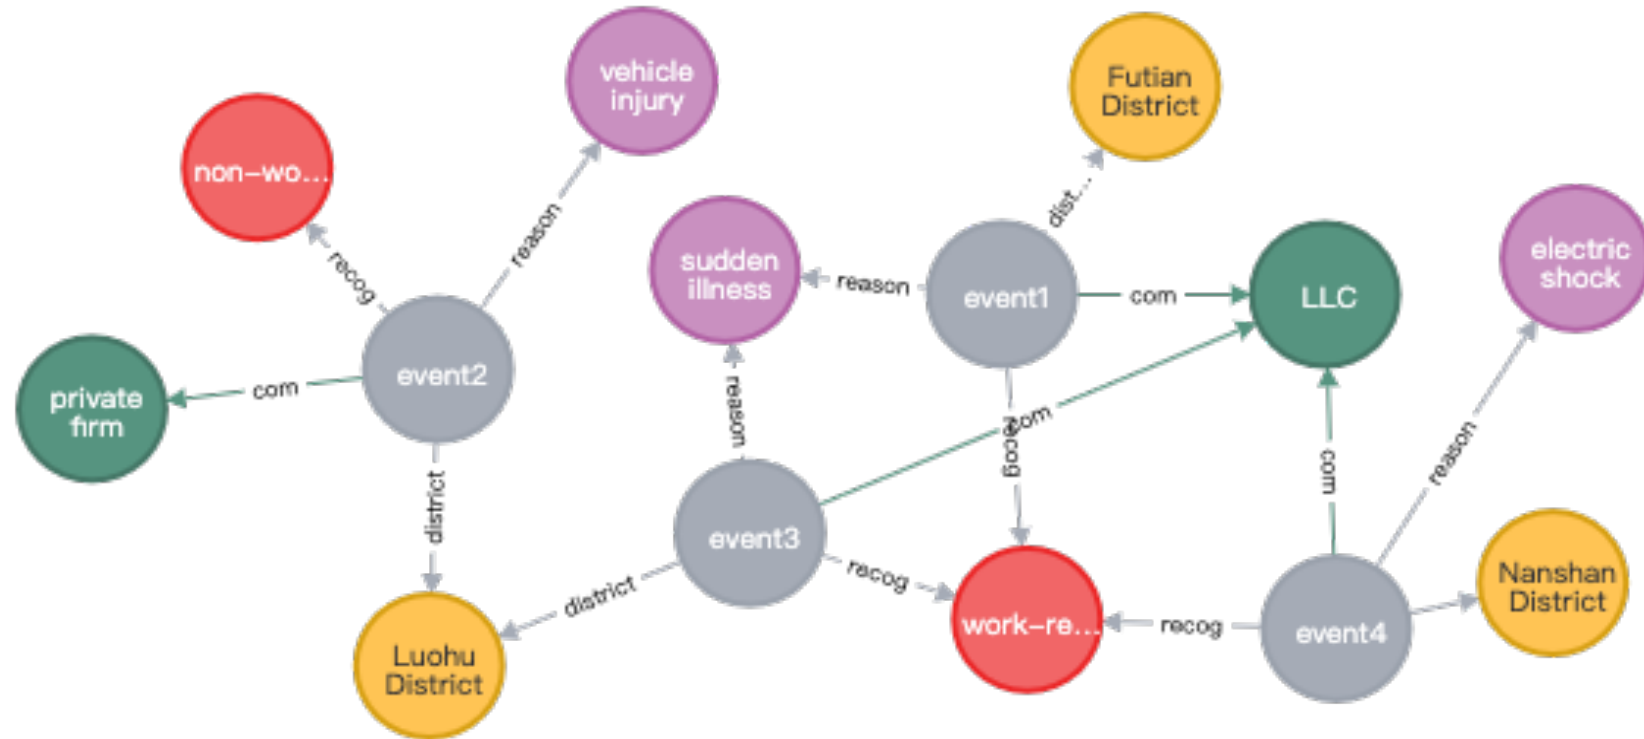 vehicle
injury
Futian
District
non-wo...
reason
dist...
recog
sudden
illness
reason
event1
com
LLC
electric
shock
private
firm
com
event2
reason
com
recog
com
reason
district
event3
recog
district
Luohu
District
work-re...
recog
event4
Nanshan
District